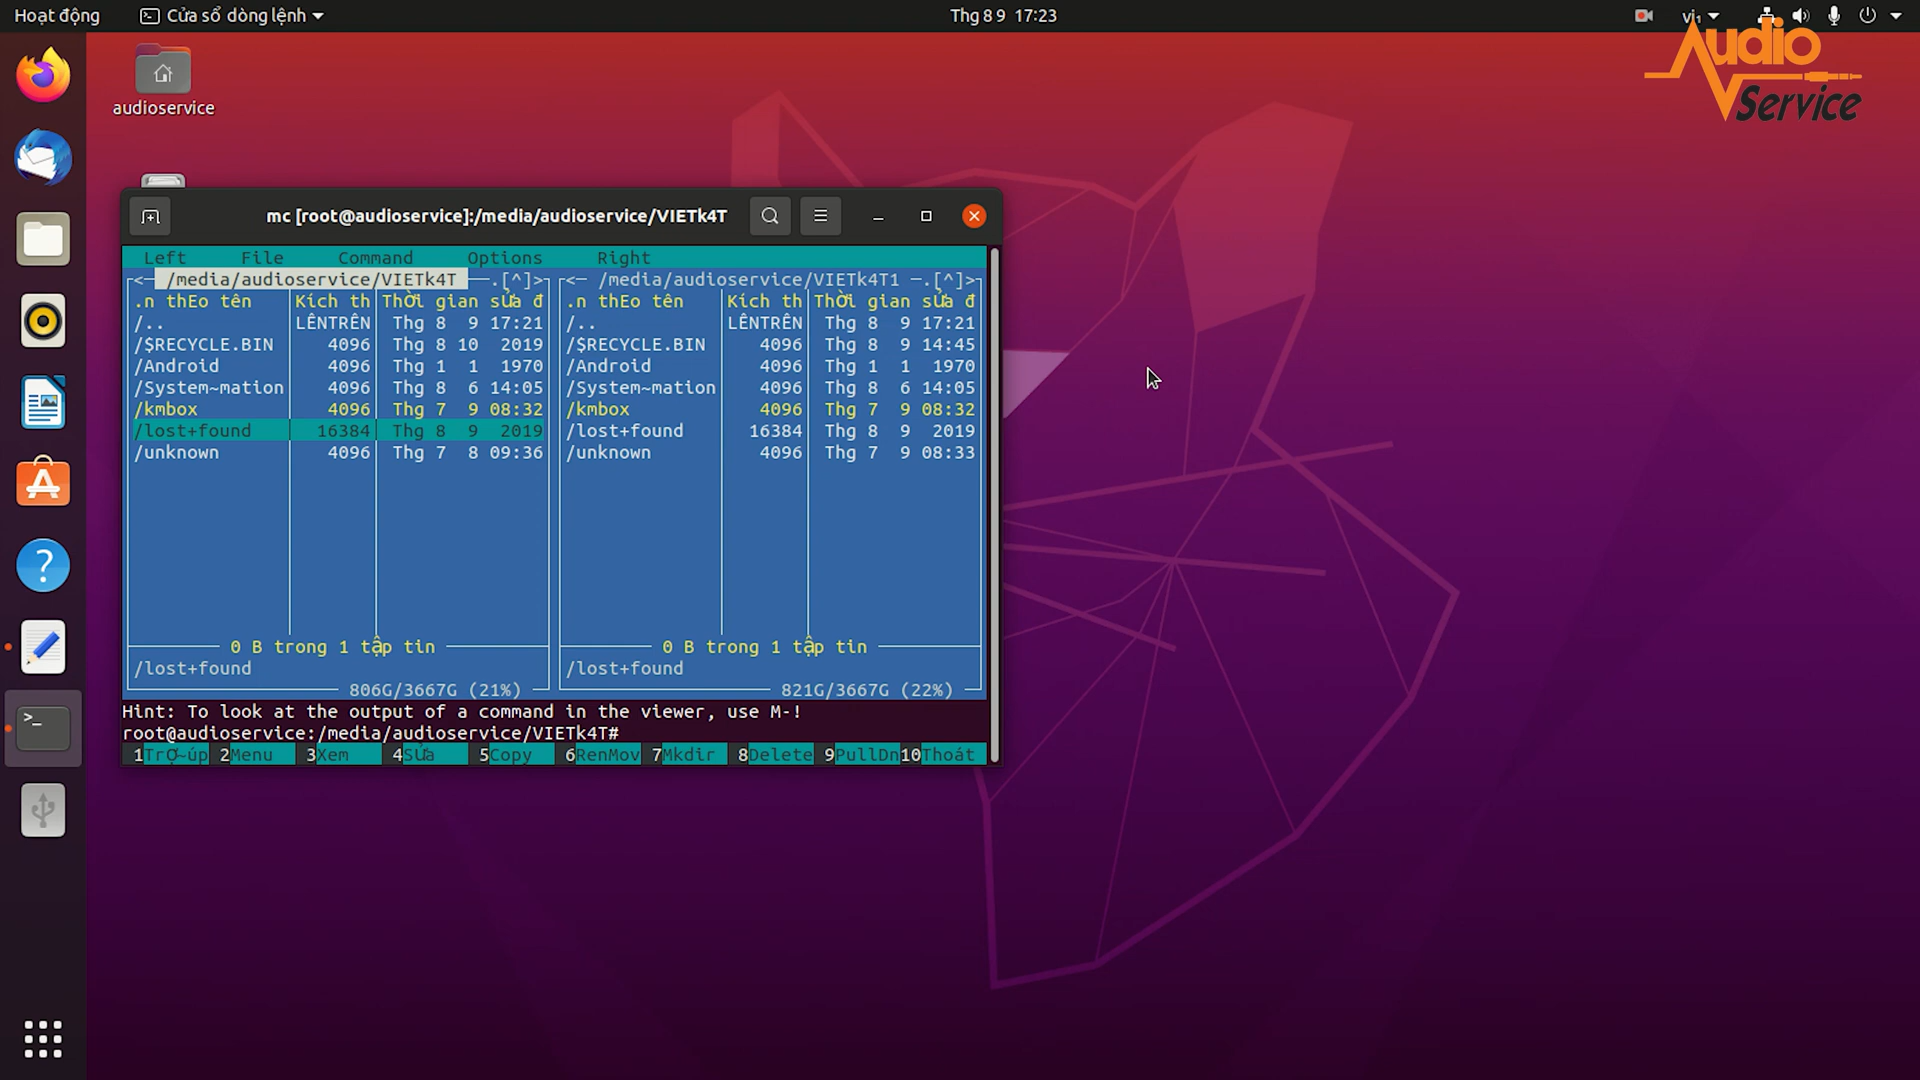 Hoạt động
Cửa sổ dòng lệnh
Thg 8 9 17:23
vi₁
Audio
Service
audioservice
mc [root@audioservice]:/media/audioservice/VIETk4T
Left File Command Options Right
<─ /media/audioservice/VIETk4T ─.[^]> <─ /media/audioservice/VIETk4T1 ─.[^]>
.n thEo tên Kích th Thời gian sửa đ .n thEo tên Kích th Thời gian sửa đ
/.. LÊNTRÊN Thg 8 9 17:21 /.. LÊNTRÊN Thg 8 9 17:21
/$RECYCLE.BIN 4096 Thg 8 10 2019 /$RECYCLE.BIN 4096 Thg 8 9 14:45
/Android 4096 Thg 1 1 1970 /Android 4096 Thg 1 1 1970
/System~mation 4096 Thg 8 6 14:05 /System~mation 4096 Thg 8 6 14:05
/kmbox 4096 Thg 7 9 08:32 /kmbox 4096 Thg 7 9 08:32
/lost+found 16384 Thg 8 9 2019 /lost+found 16384 Thg 8 9 2019
/unknown 4096 Thg 7 8 09:36 /unknown 4096 Thg 7 9 08:33
0 B trong 1 tập tin 0 B trong 1 tập tin
/lost+found /lost+found
806G/3667G (21%) 821G/3667G (22%)
Hint: To look at the output of a command in the viewer, use M-!
root@audioservice:/media/audioservice/VIETk4T#
1Trợ~úp 2Menu 3Xem 4Sửa 5Copy 6RenMov 7Mkdir 8Delete 9PullDn 10Thoát